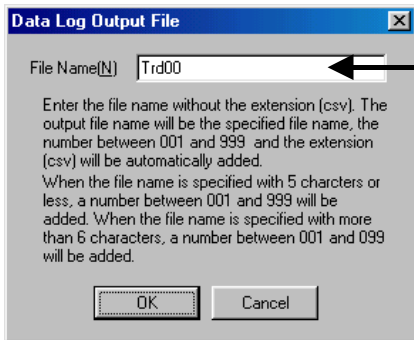 Data Log Output File
File Name(N) Trd00
Enter the file name without the extension (csv). The
output file name will be the specified file name, the
number between 001 and 999 and the extension
(csv) will be automatically added.
When the file name is specified with 5 charcters or
less, a number between 001 and 999 will be
added. When the file name is specified with more
than 6 characters, a number between 001 and 099
will be added.
OK Cancel